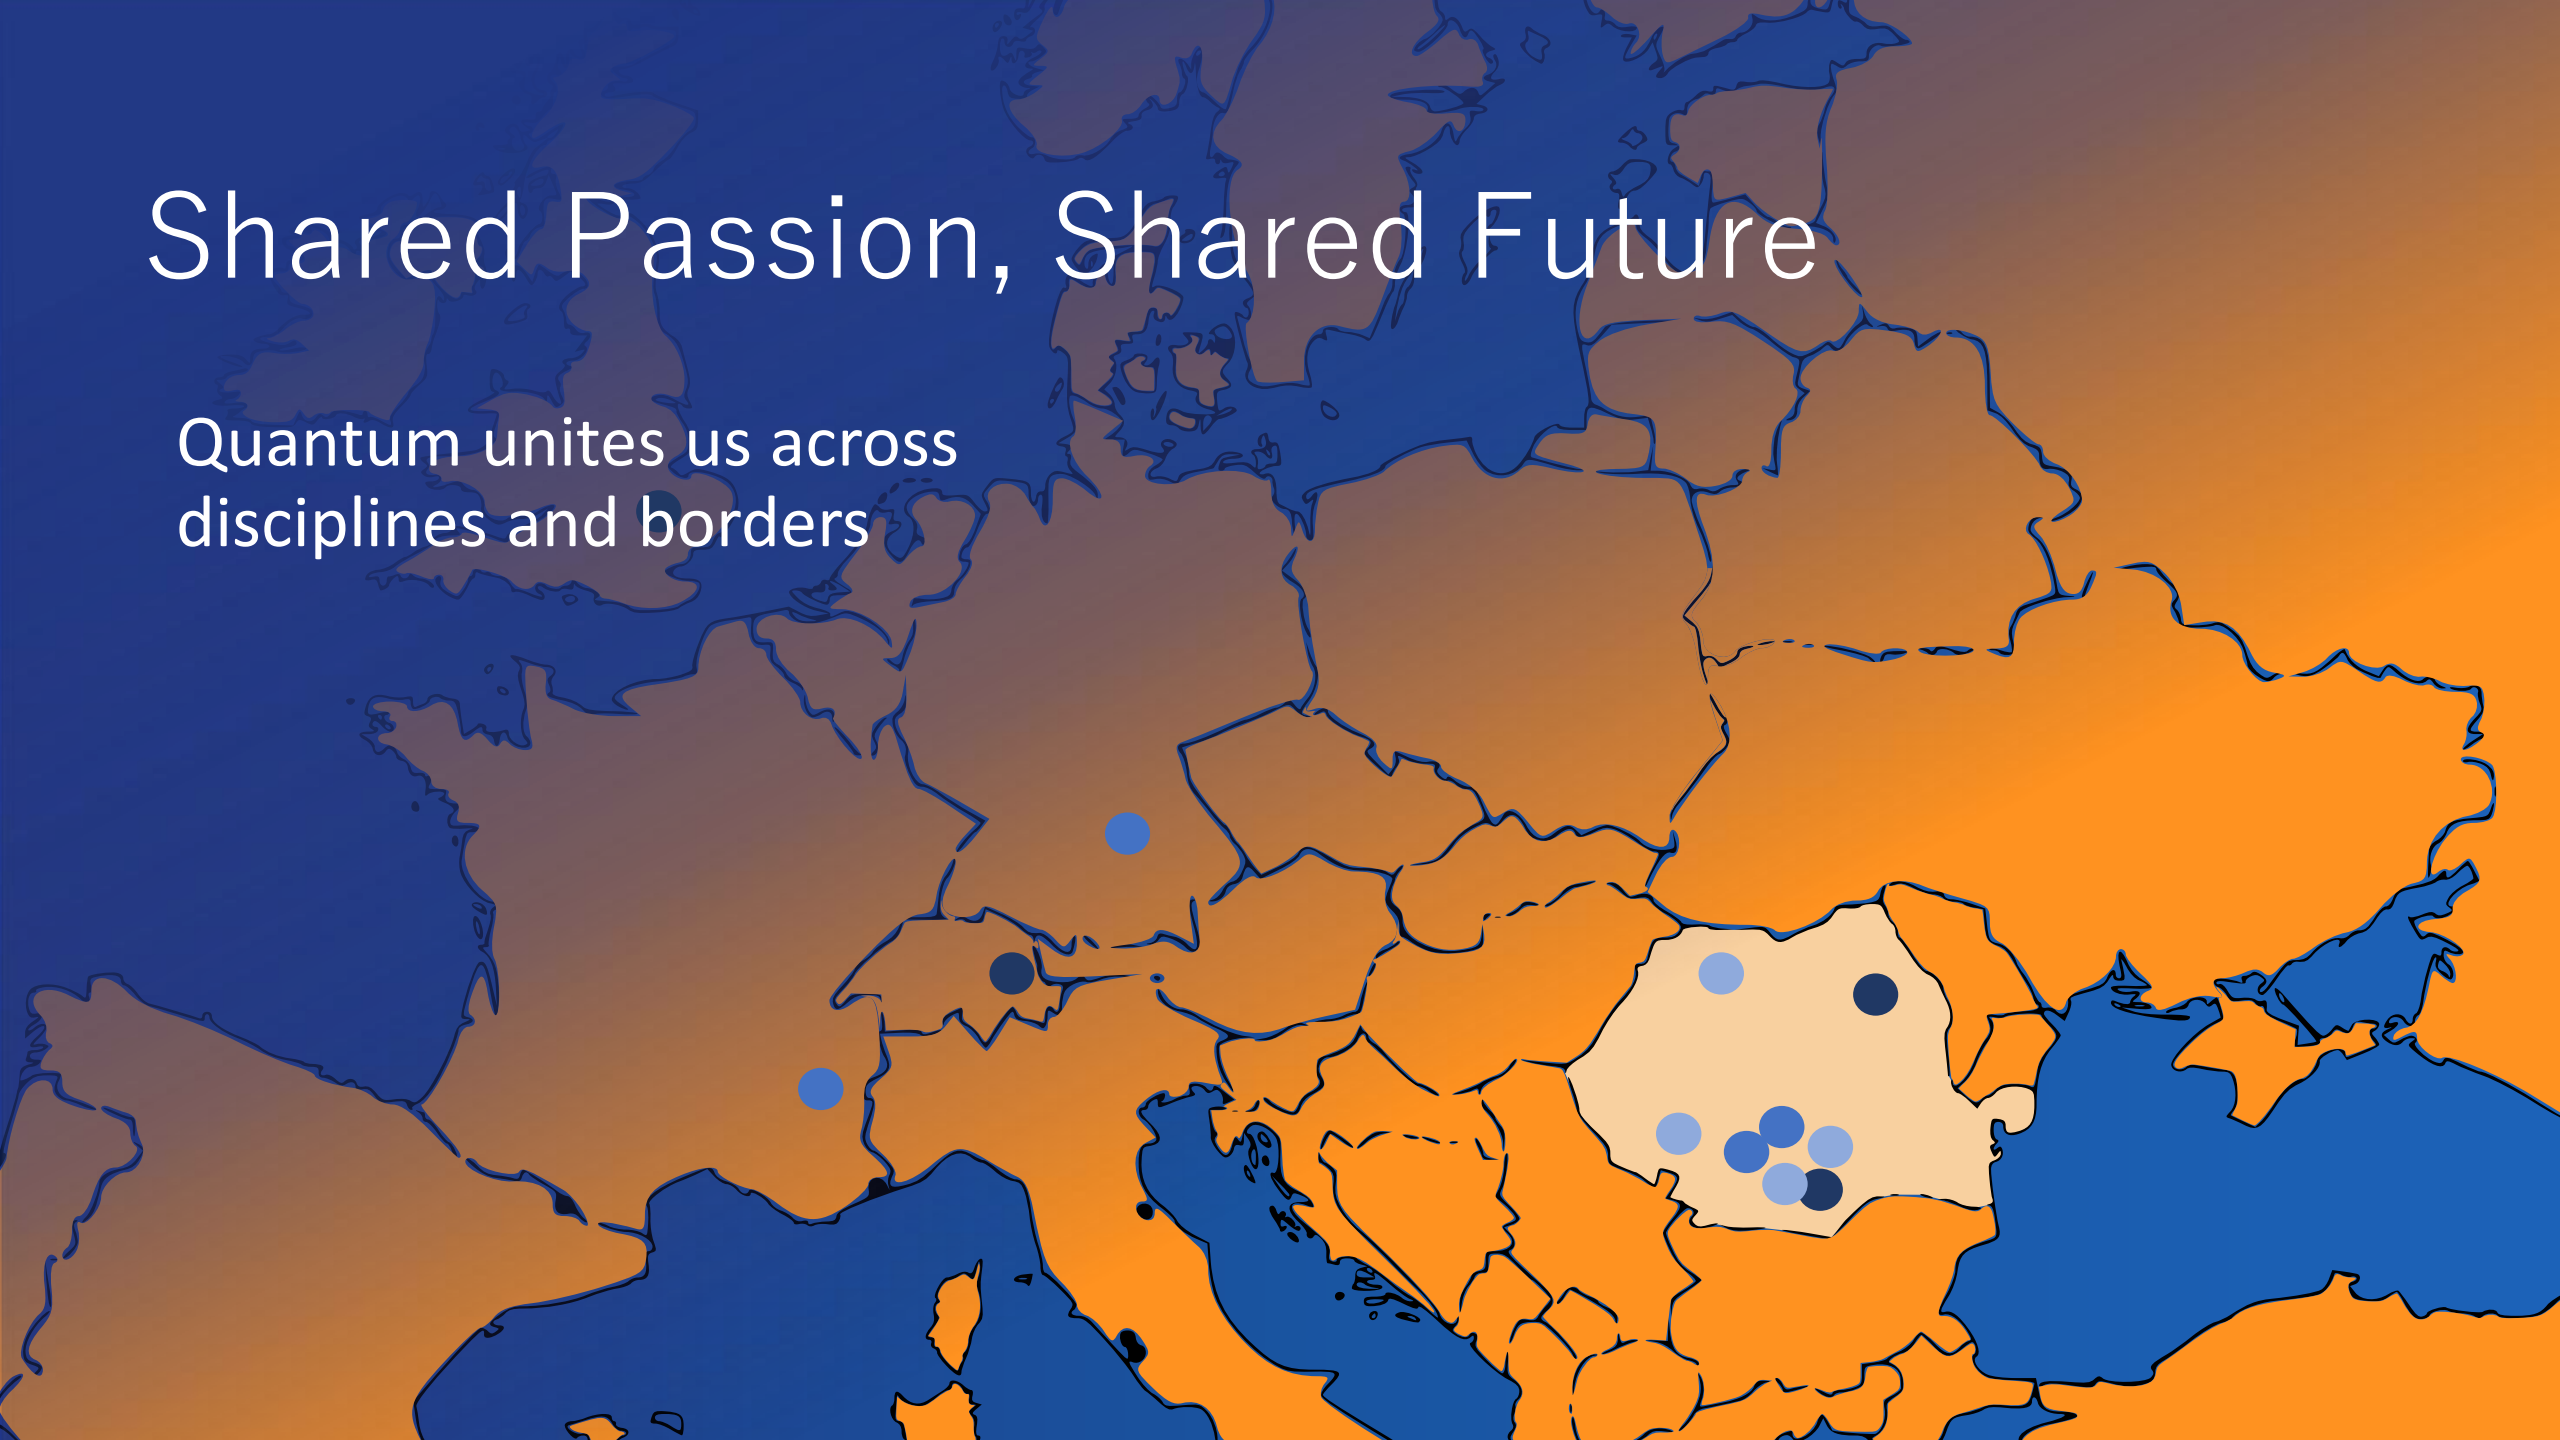 Shared Passion, Shared Future
Quantum unites us across
disciplines and borders